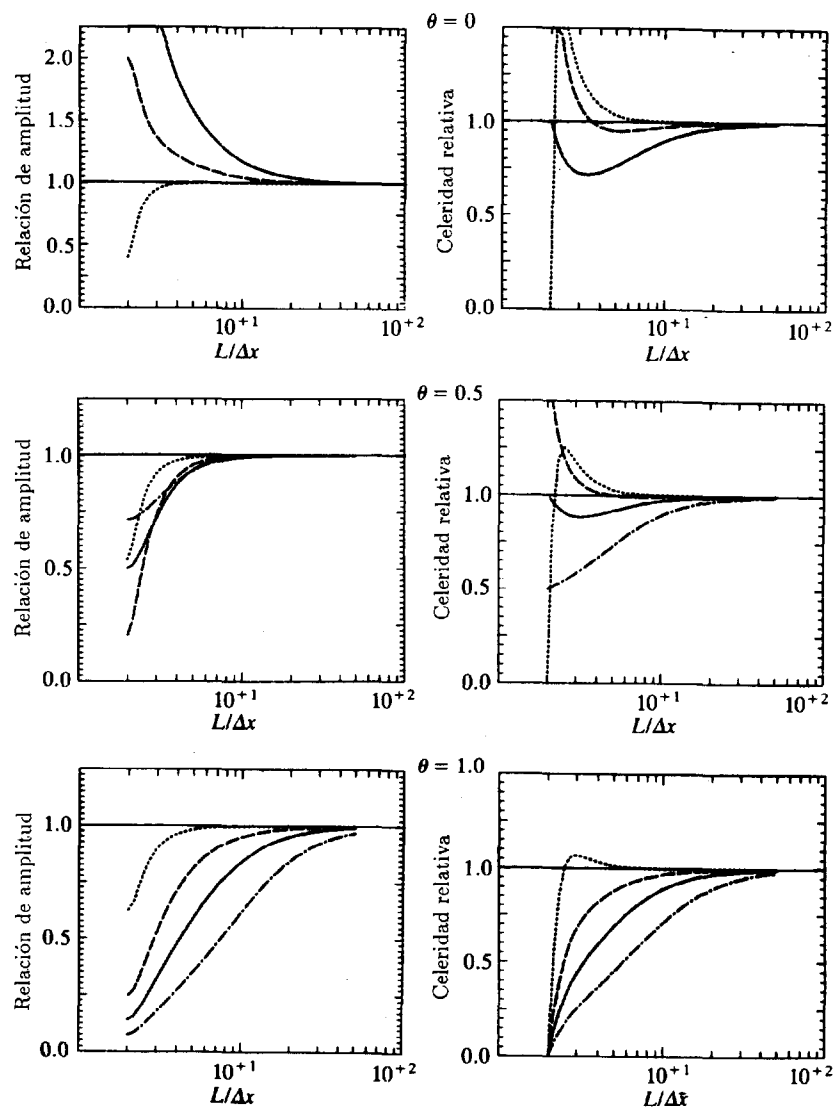 θ = 0
Relación de amplitud
2.0
1.5
1.0
0.5
0.0
10⁺¹
10⁺²
L/Δx
Celeridad relativa
1.0
0.5
0.0
10⁺¹
10⁺²
L/Δx
θ = 0.5
Relación de amplitud
1.0
0.5
0.0
10⁺¹
10⁺²
L/Δx
Celeridad relativa
0.5
1.0
0.5
0.0
10⁺¹
10⁺²
L/Δx
θ = 1.0
Relación de amplitud
1.0
0.5
0.0
10⁺¹
10⁺²
L/Δx
Celeridad relativa
0.0
1.0
0.5
0.0
10⁺¹
10⁺²
L/Δx